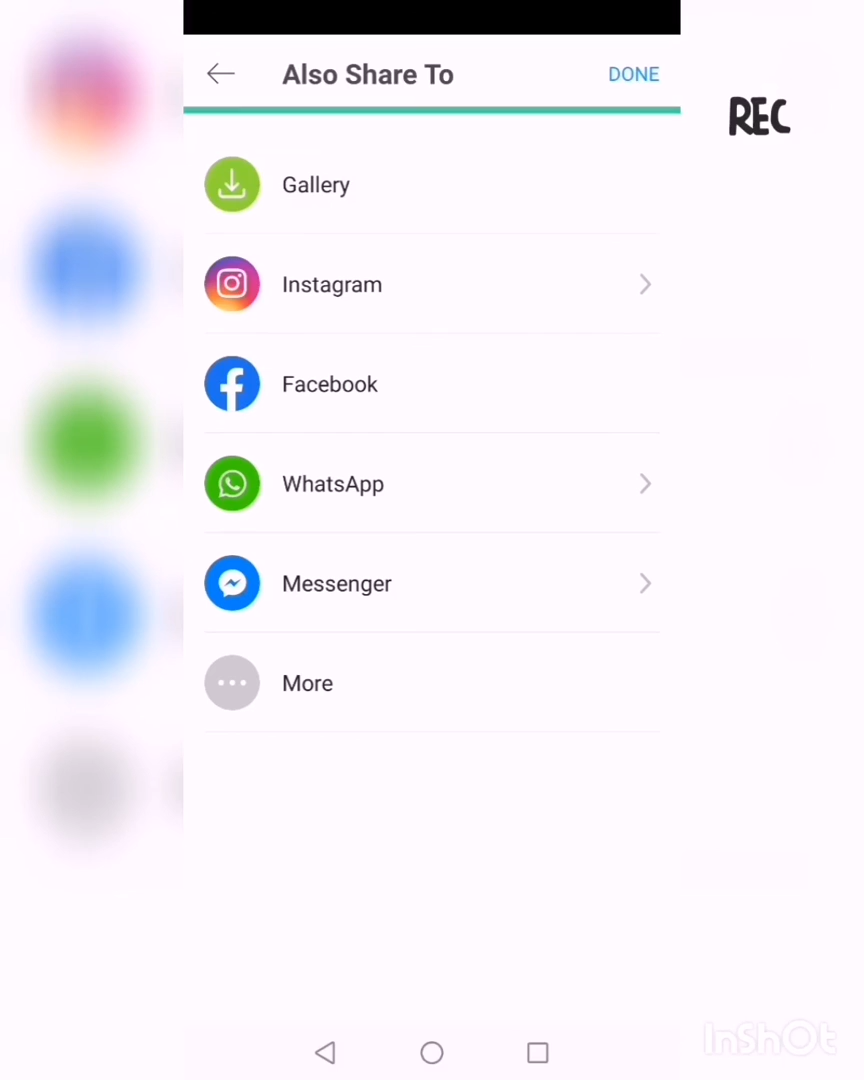 Also Share To
DONE
REC
Gallery
Instagram
Facebook
WhatsApp
Messenger
More
InShOt